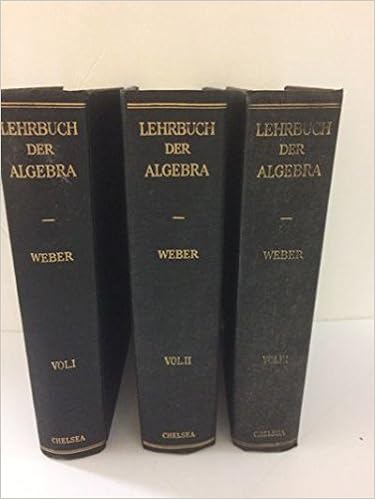 LEHRBUCH
DER
ALGEBRA
WEBER
VOL.I
CHELSEA
LEHRBUCH
DER
ALGEBRA
WEBER
VOL.II
CHELSEA
LEHRBUCH
DER
ALGEBRA
WEBER
CHELSEA